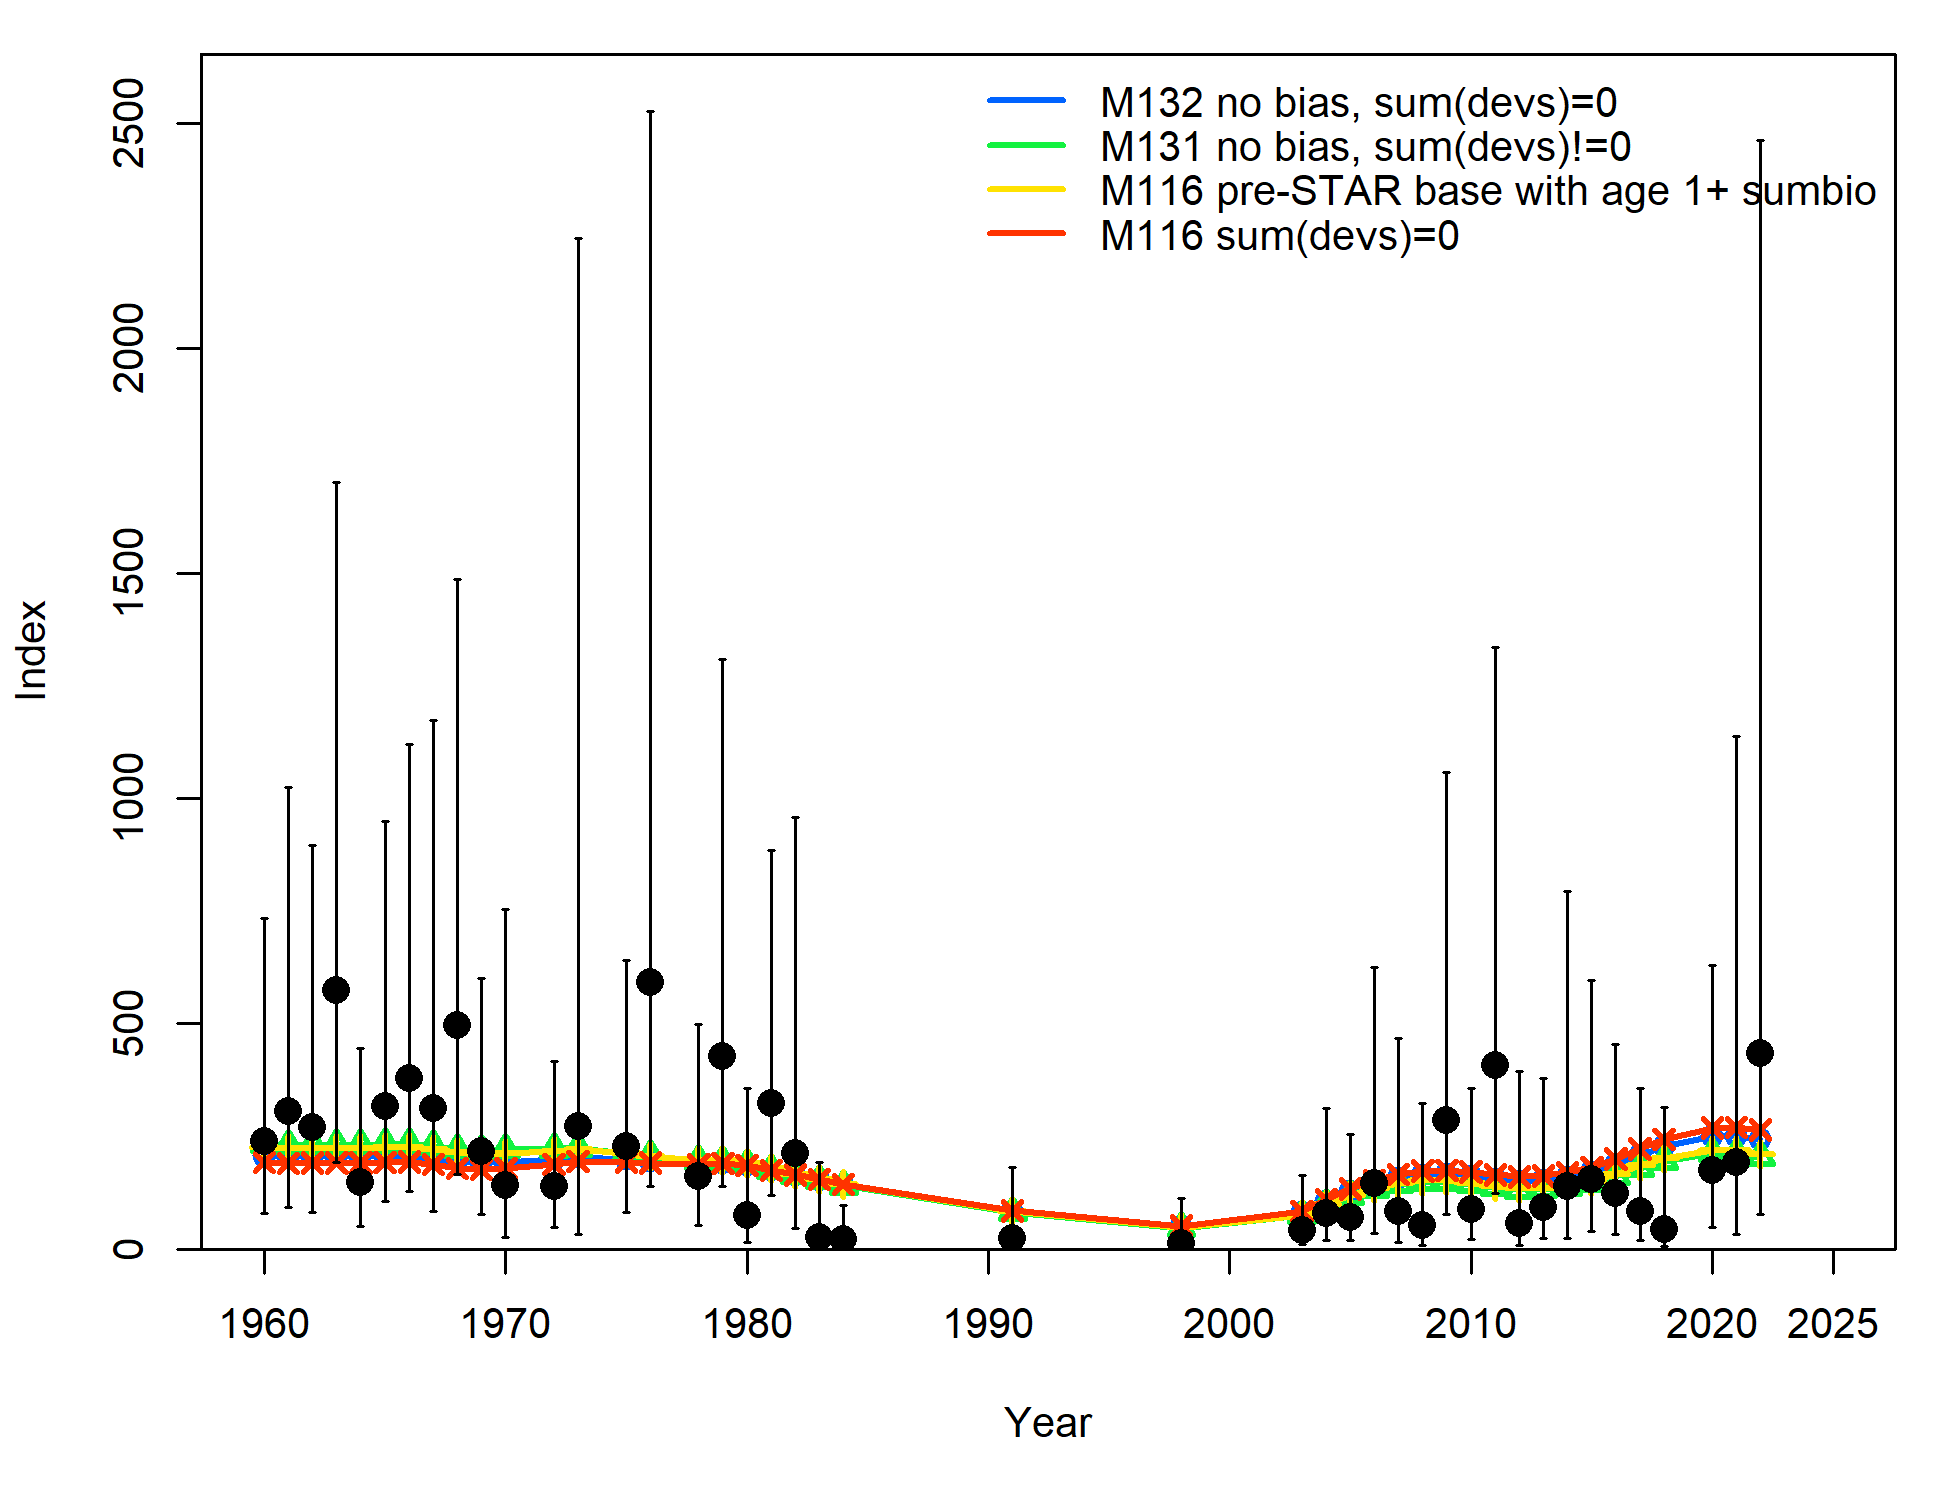 M132 no bias, sum(devs)=0
M131 no bias, sum(devs)!=0
M116 pre-STAR base with age 1+ sumbio
M116 sum(devs)=0
2500
2000
1500
1000
500
0
Index
1960 1970 1980 1990 2000 2010 2020 2025
Year